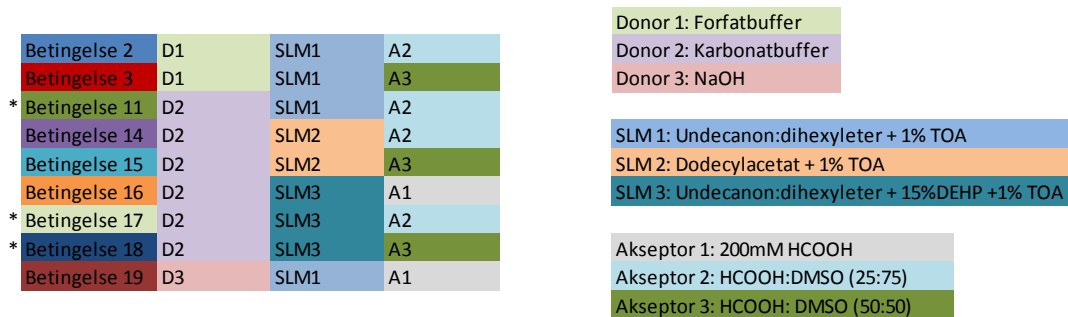 Betingelse 2 D1 SLM1 A2
Betingelse 3 D1 SLM1 A3
* Betingelse 11 D2 SLM1 A2
Betingelse 14 D2 SLM2 A2
Betingelse 15 D2 SLM2 A3
Betingelse 16 D2 SLM3 A1
* Betingelse 17 D2 SLM3 A2
* Betingelse 18 D2 SLM3 A3
Betingelse 19 D3 SLM1 A1
Donor 1: Forfatbuffer
Donor 2: Karbonatbuffer
Donor 3: NaOH
SLM 1: Undecanon:dihexyleter + 1% TOA
SLM 2: Dodecylacetat + 1% TOA
SLM 3: Undecanon:dihexyleter + 15%DEHP +1% TOA
Akseptor 1: 200mM HCOOH
Akseptor 2: HCOOH:DMSO (25:75)
Akseptor 3: HCOOH: DMSO (50:50)